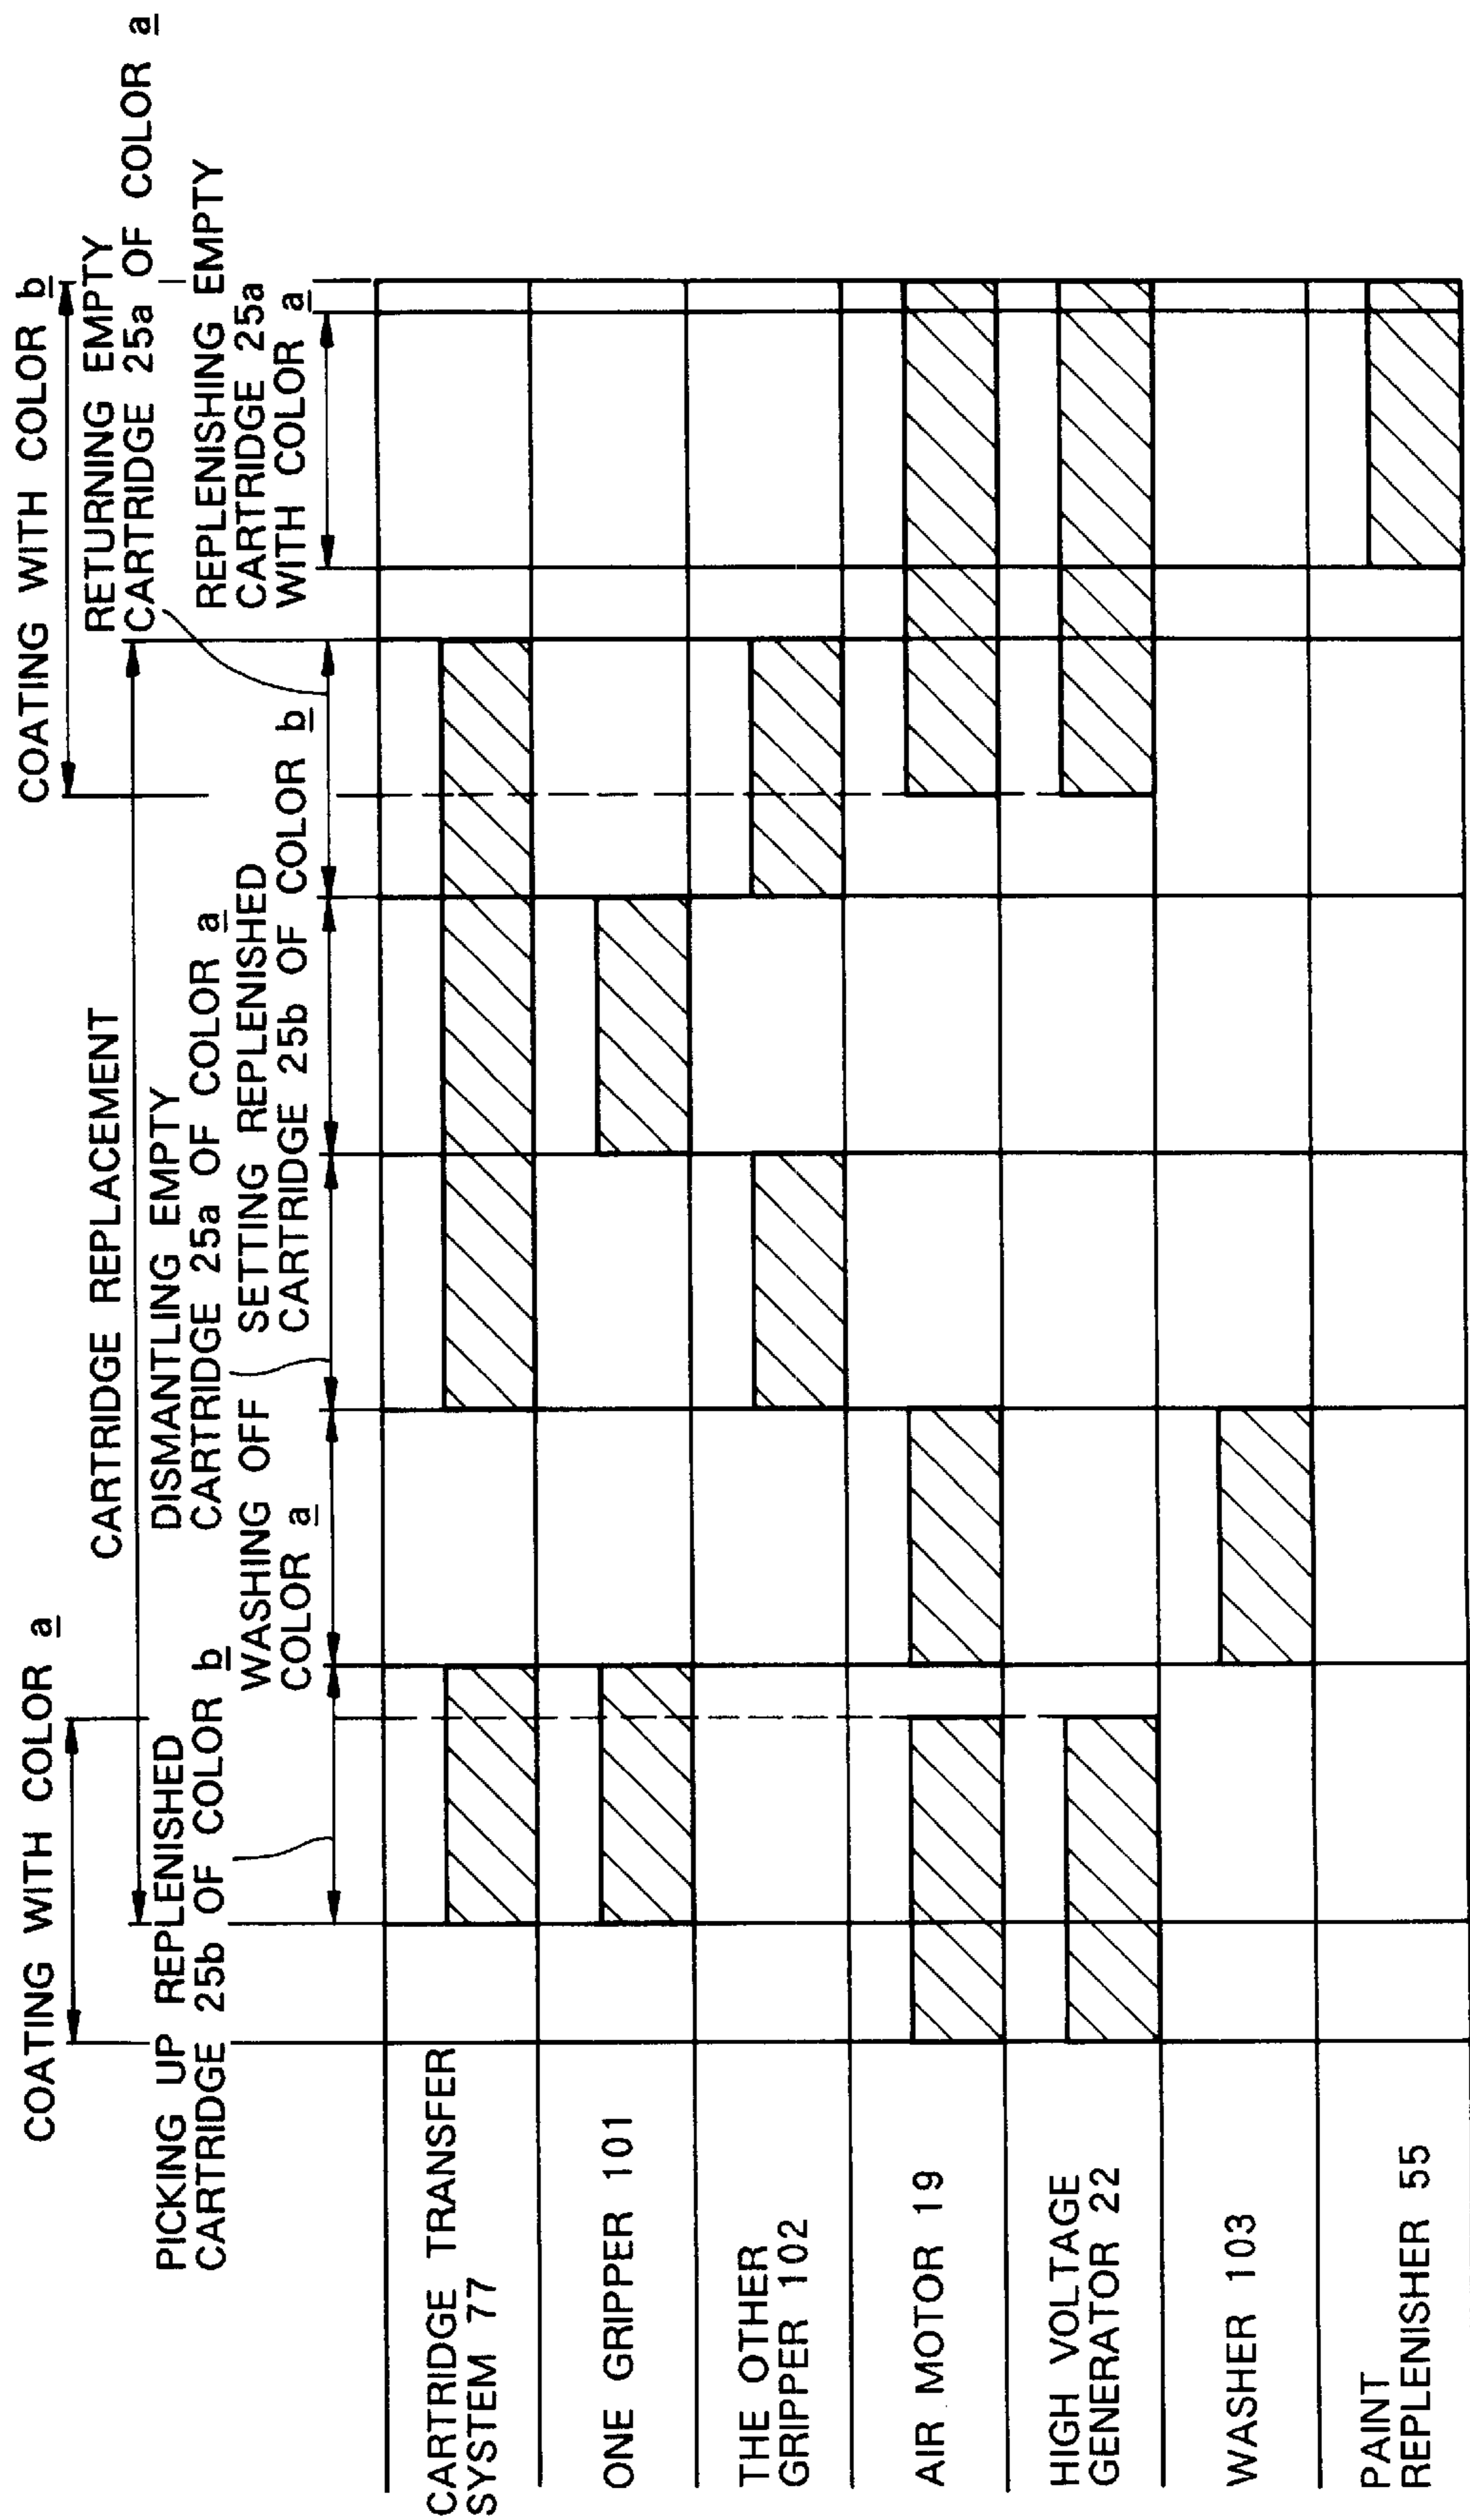 COATING WITH COLOR a
COATING WITH COLOR b
CARTRIDGE REPLACEMENT
PICKING UP REPLENISHED
CARTRIDGE 25b OF COLOR b
WASHING OFF
COLOR a
DISMANTLING EMPTY
CARTRIDGE 25a OF COLOR a
SETTING REPLENISHED
CARTRIDGE 25b OF COLOR b
RETURNING EMPTY
CARTRIDGE 25a OF COLOR a
REPLENISHING EMPTY
CARTRIDGE 25a
WITH COLOR a
CARTRIDGE TRANSFER
SYSTEM 77
ONE GRIPPER 101
THE OTHER
GRIPPER 102
AIR MOTOR 19
HIGH VOLTAGE
GENERATOR 22
WASHER 103
PAINT
REPLENISHER 55